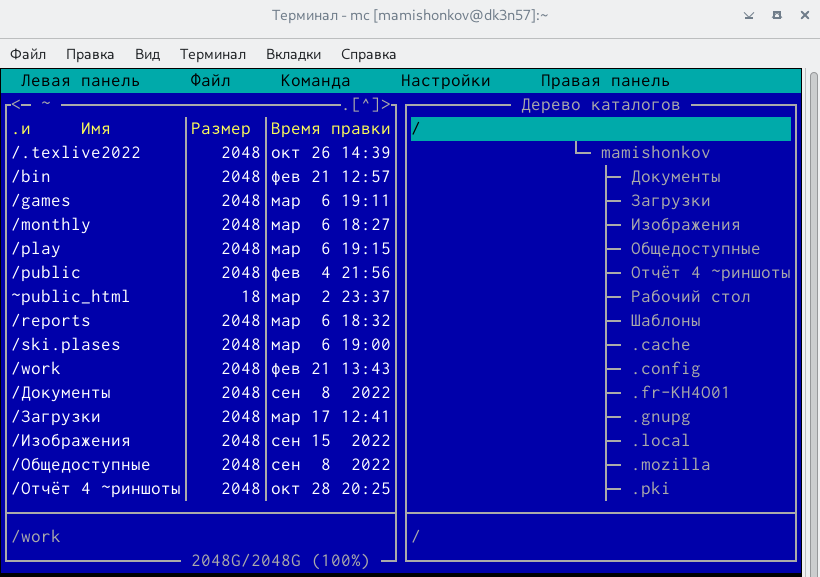 Терминал - mc [mamishonkov@dk3n57]:~
Файл Правка Вид Терминал Вкладки Справка
Левая панель Файл Команда Настройки Правая панель
<─ ~ .[^]>
.и Имя Размер Время правки
/.texlive2022 2048 окт 26 14:39
/bin 2048 фев 21 12:57
/games 2048 мар 6 19:11
/monthly 2048 мар 6 18:27
/play 2048 мар 6 19:15
/public 2048 фев 4 21:56
~public_html 18 мар 2 23:37
/reports 2048 мар 6 18:32
/ski.plases 2048 мар 6 19:00
/work 2048 фев 21 13:43
/Документы 2048 сен 8 2022
/Загрузки 2048 мар 17 12:41
/Изображения 2048 сен 15 2022
/Общедоступные 2048 сен 8 2022
/Отчёт 4 ~риншоты 2048 окт 28 20:25
/work
2048G/2048G (100%)
Дерево каталогов
/
mamishonkov
Документы
Загрузки
Изображения
Общедоступные
Отчёт 4 ~риншоты
Рабочий стол
Шаблоны
.cache
.config
.fr-KH4O01
.gnupg
.local
.mozilla
.pki
/